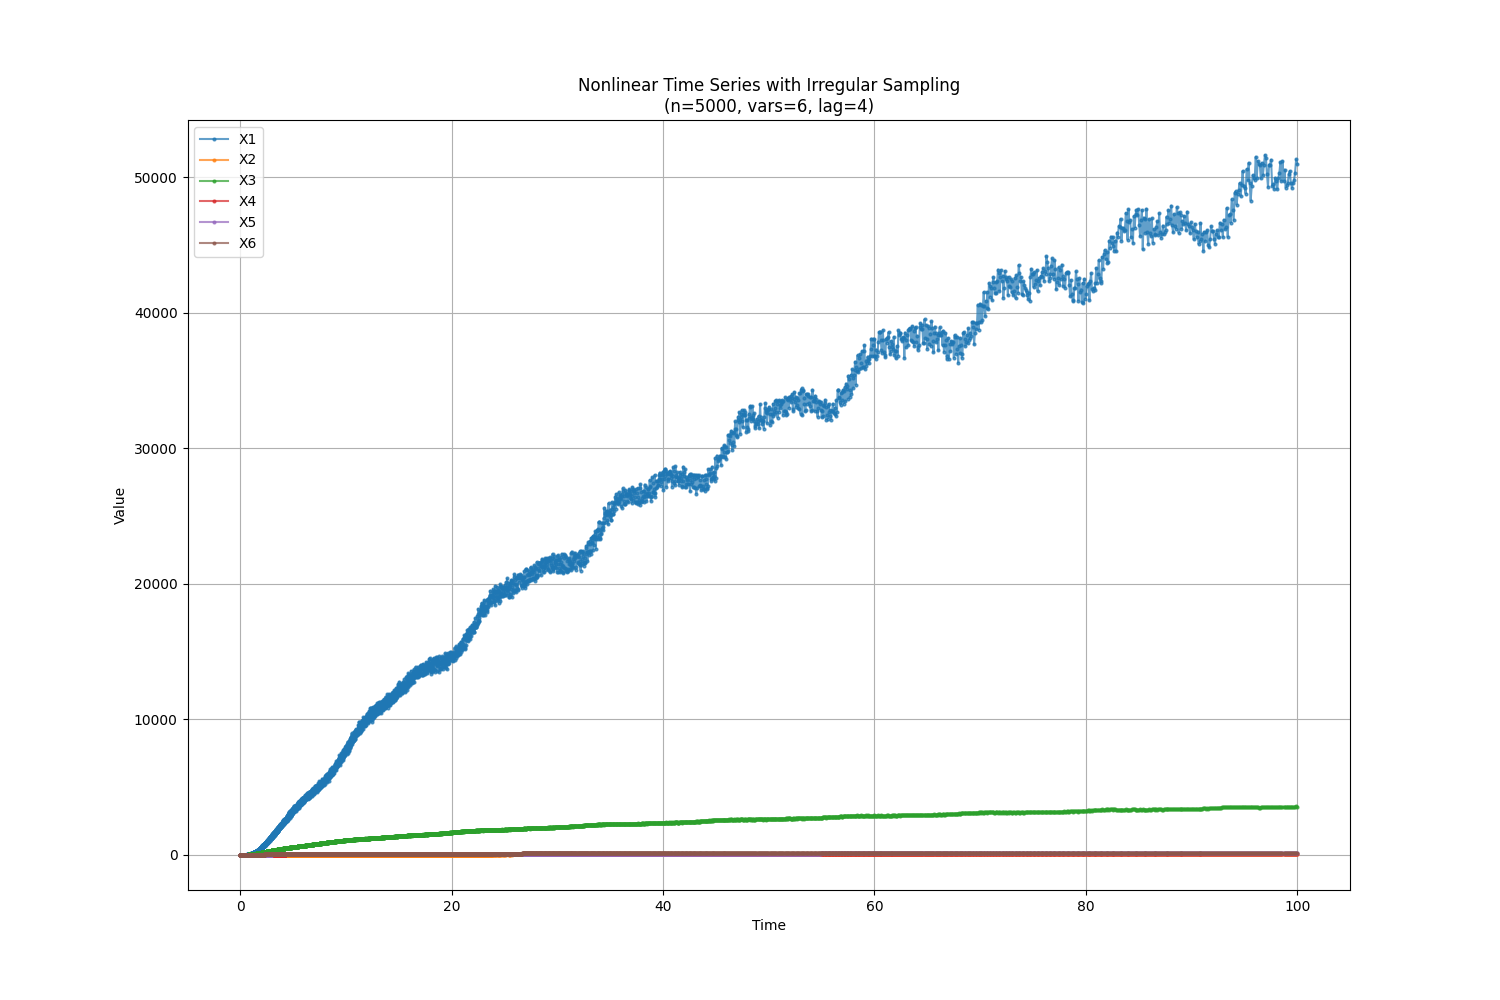 Nonlinear Time Series with Irregular Sampling
(n=5000, vars=6, lag=4)
X1
X2
X3
X4
X5
X6
50000
40000
30000
20000
10000
0
Value
0 20 40 60 80 100
Time